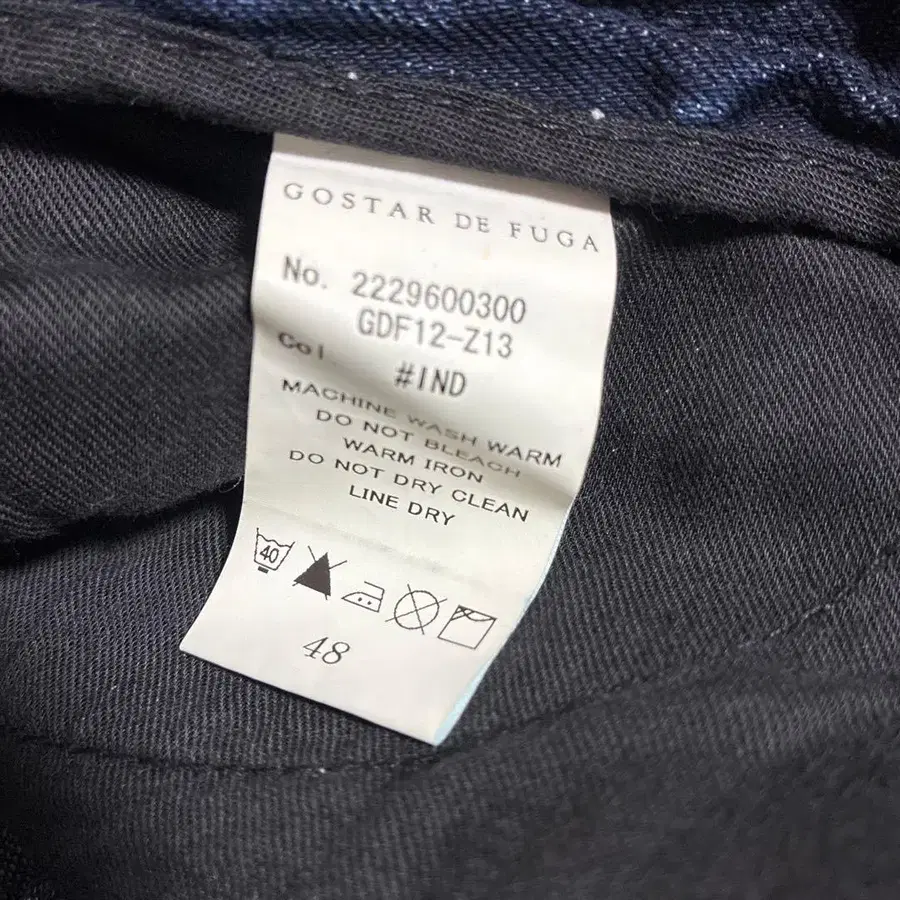 GOSTAR DE FUGA
No. 2229600300
GDF12-Z13
Col #IND
MACHINE WASH WARM
DO NOT BLEACH
WARM IRON
DO NOT DRY CLEAN
LINE DRY
40
48